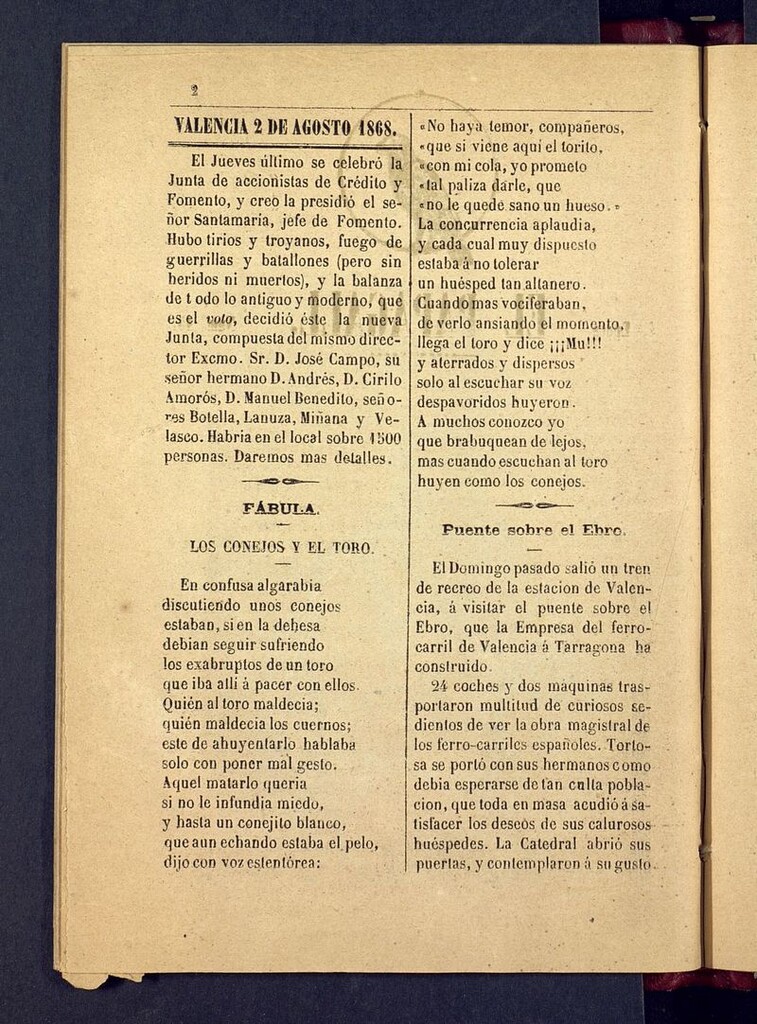 2
VALENCIA 2 DE AGOSTO 1868.
El Jueves último se celebró la
Junta de accionistas de Crédito y
Fomento, y creo la presidió el se-
ñor Santamaría, jefe de Fomento.
Hubo tirios y troyanos, fuego de
guerrillas y batallones (pero sin
heridos ni muertos), y la balanza
de t odo lo antiguo y moderno, que
es el voto, decidió éste la nueva
Junta, compuesta del mismo direc-
tor Excmo. Sr. D. José Campo, su
señor hermano D. Andrés, D. Cirilo
Amorós, D. Manuel Benedito, seño-
res Botella, Lanuza, Miñana y Ve-
lasco. Habria en el local sobre 1500
personas. Daremos mas detalles.
FÁBULA.
LOS CONEJOS Y EL TORO.
En confusa algarabia
discutiendo unos conejos
estaban, si en la dehesa
debian seguir sufriendo
los exabruptos de un toro
que iba allí á pacer con ellos.
Quién al toro maldecia;
quién maldecia los cuernos;
este de ahuyentarlo hablaba
solo con poner mal gesto.
Aquel matarlo queria
si no le infundia miedo,
y hasta un conejito blanco,
que aun echando estaba el pelo,
dijo con voz estentórea:
«No haya temor, compañeros,
«que si viene aquí el torito,
«con mi cola, yo prometo
«tal paliza darle, que
«no le quede sano un hueso.»
La concurrencia aplaudia,
y cada cual muy dispuesto
estaba á no tolerar
un huésped tan altanero.
Cuando mas vociferaban,
de verlo ansiando el momento,
llega el toro y dice ¡¡¡Mu!!!
y aterrados y dispersos
solo al escuchar su voz
despavoridos huyeron.
A muchos conozco yo
que brabuquean de lejos,
mas cuando escuchan al toro
huyen como los conejos.
Puente sobre el Ebro.
El Domingo pasado salió un tren
de recreo de la estacion de Valen-
cia, á visitar el puente sobre el
Ebro, que la Empresa del ferro-
carril de Valencia á Tarragona ha
construido.
24 coches y dos máquinas tras-
portaron multitud de curiosos se-
dientos de ver la obra magistral de
los ferro-carriles españoles. Torto-
sa se portó con sus hermanos como
debia esperarse de tan culta pobla-
cion, que toda en masa acudió á sa-
tisfacer los deseos de sus calurosos
huéspedes. La Catedral abrió sus
puertas, y contemplaron á su gusto